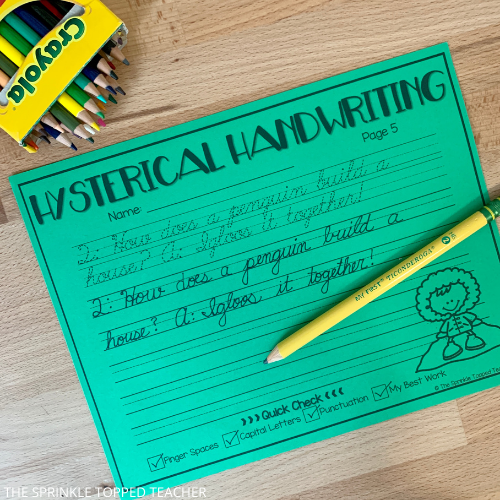 Crayola
HYSTERICAL HANDWRITING
Page 5
Name
Q: How does a penguin build a
house? A: Igloos it together!
Q: How does a penguin build a
house? A: Igloos it together!
MY FIRST TICONDEROGA
Quick Check
Finger Spaces Capital Letters Punctuation My Best Work
© The Sprinkle Topped
THE SPRINKLE TOPPED TEACHER